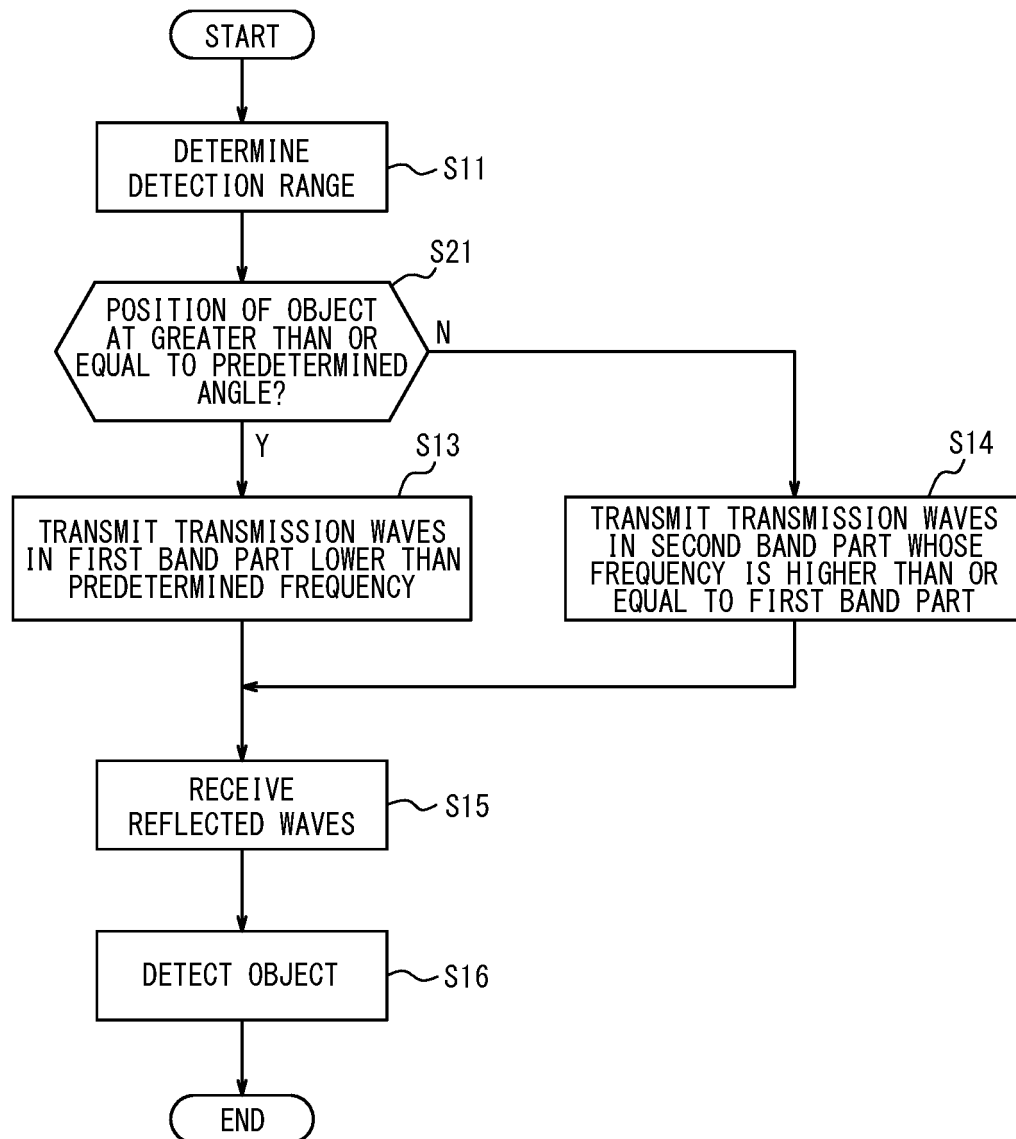 START
DETERMINE
DETECTION RANGE
S11
S21
POSITION OF OBJECT
AT GREATER THAN OR
EQUAL TO PREDETERMINED
ANGLE?
N
Y
S13
TRANSMIT TRANSMISSION WAVES
IN FIRST BAND PART LOWER THAN
PREDETERMINED FREQUENCY
S14
TRANSMIT TRANSMISSION WAVES
IN SECOND BAND PART WHOSE
FREQUENCY IS HIGHER THAN OR
EQUAL TO FIRST BAND PART
RECEIVE
REFLECTED WAVES
S15
DETECT OBJECT
S16
END